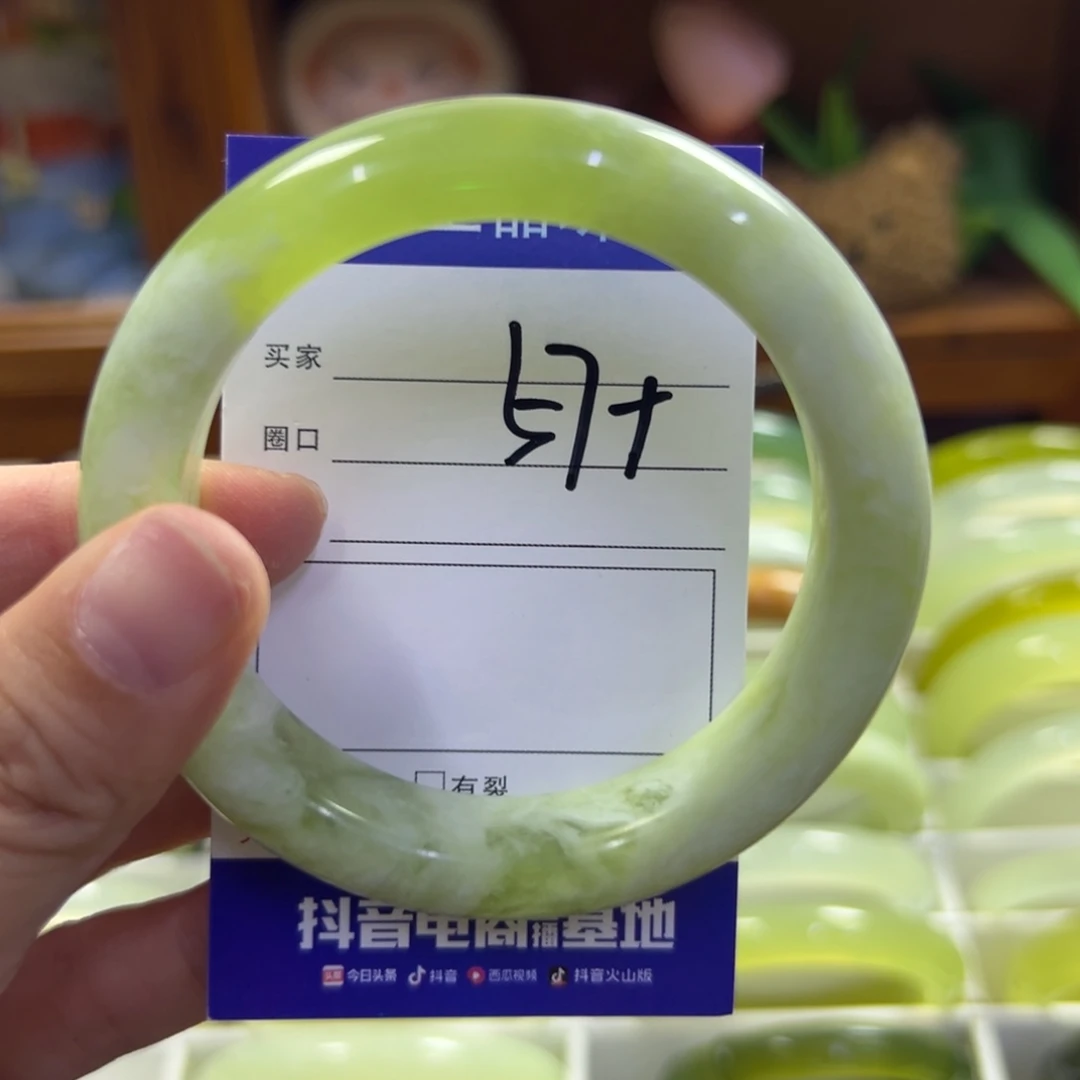 买家
圈口
57+
有裂
抖音电商直播基地
今日头条 抖音 西瓜视频 抖音火山版